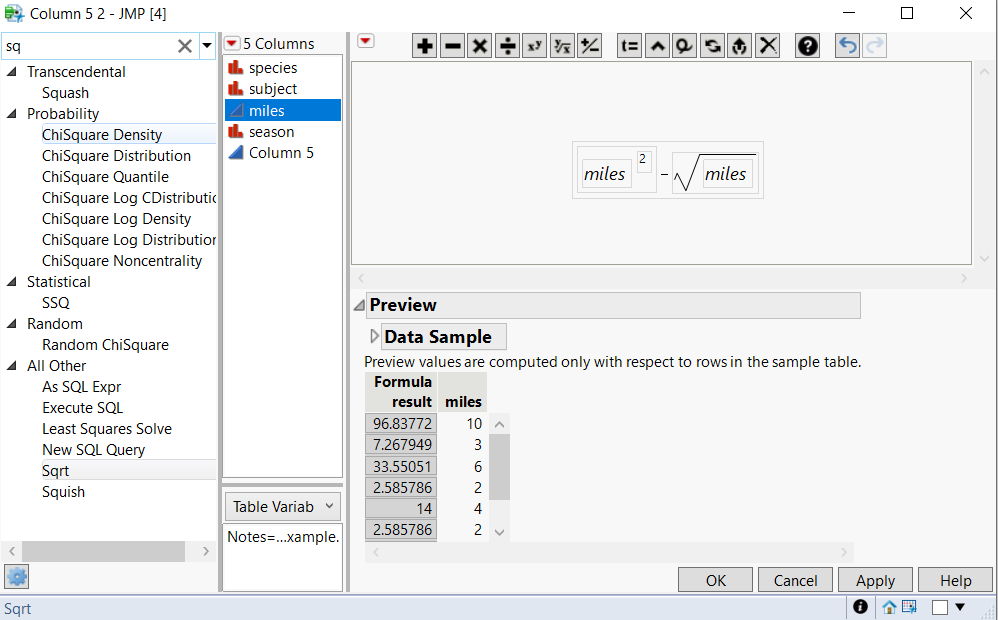 Column 5 2 - JMP [4]
sq
Transcendental
Squash
Probability
ChiSquare Density
ChiSquare Distribution
ChiSquare Quantile
ChiSquare Log CDistributic
ChiSquare Log Density
ChiSquare Log Distribution
ChiSquare Noncentrality
Statistical
SSQ
Random
Random ChiSquare
All Other
As SQL Expr
Execute SQL
Least Squares Solve
New SQL Query
Sqrt
Squish
5 Columns
species
subject
miles
season
Column 5
Table Variab
Notes=...xample.
x^y y√x +/- t=
miles² - √miles
Preview
Data Sample
Preview values are computed only with respect to rows in the sample table.
Formula
result miles
96.83772 10
7.267949 3
33.55051 6
2.585786 2
14 4
2.585786 2
OK Cancel Apply Help
Sqrt